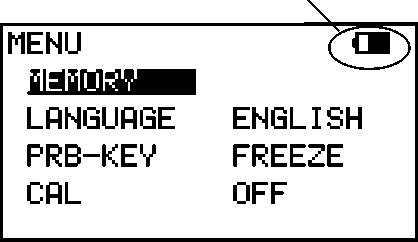 MENU
MEMORY
LANGUAGE ENGLISH
PRB-KEY FREEZE
CAL OFF